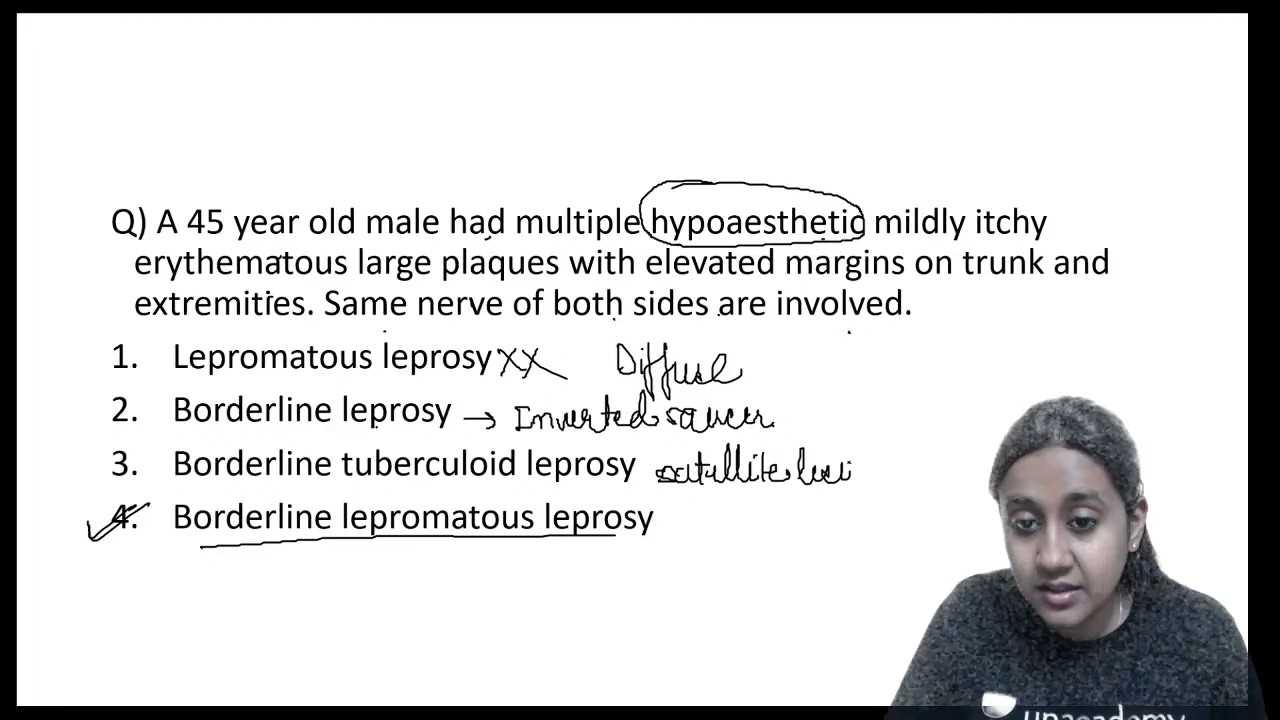 Q) A 45 year old male had multiple hypoaesthetic mildly itchy
erythematous large plaques with elevated margins on trunk and
extremities. Same nerve of both sides are involved.
1. Lepromatous leprosy XX Diffuse
2. Borderline leprosy → Inverted saucer
3. Borderline tuberculoid leprosy satellite lesi
4. Borderline lepromatous leprosy
unacademy